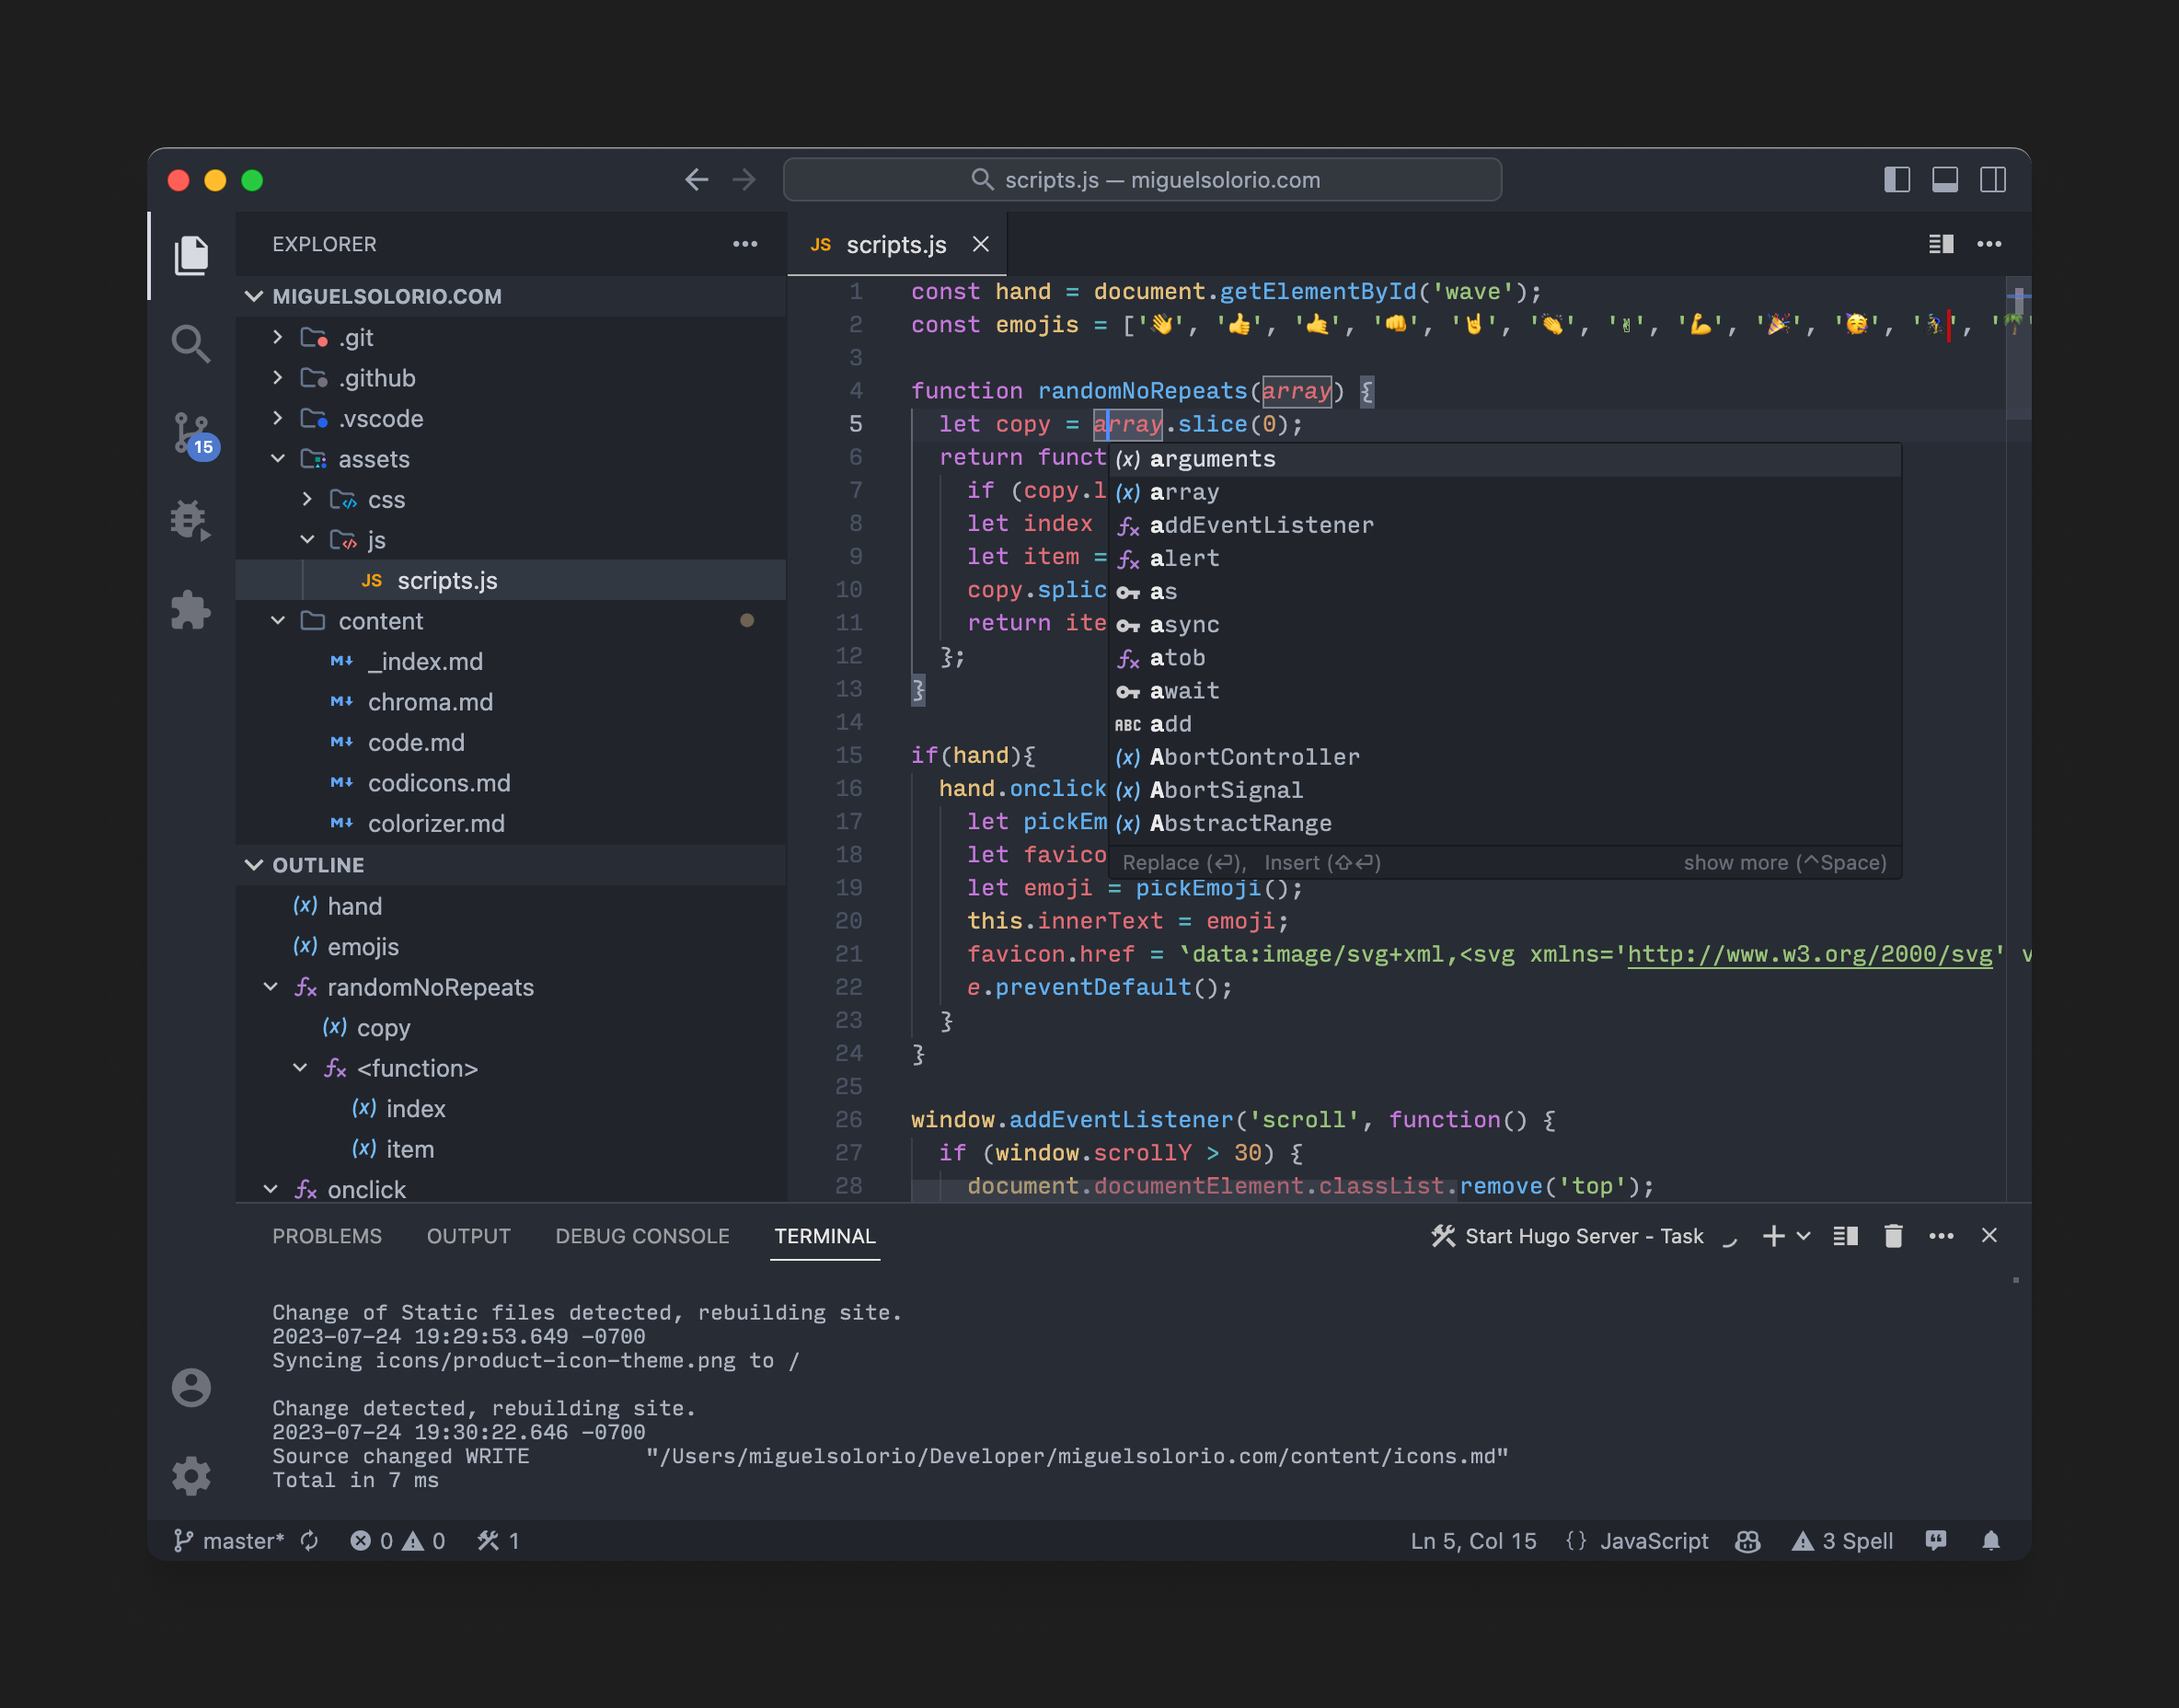 scripts.js — miguelsolorio.com
EXPLORER
MIGUELSOLORIO.COM
.git
.github
.vscode
assets
css
js
JS scripts.js
content
M↓ _index.md
M↓ chroma.md
M↓ code.md
M↓ codicons.md
M↓ colorizer.md
OUTLINE
(x) hand
(x) emojis
fx randomNoRepeats
(x) copy
fx <function>
(x) index
(x) item
fx onclick
15
JS scripts.js
1 const hand = document.getElementById('wave');
2 const emojis = ['👋', '👍', '🤙', '👊', '🤘', '👏', '✌', '💪', '🎉', '🥳', '', '🌴'
3
4 function randomNoRepeats(array) {
5 let copy = array.slice(0);
6 return funct
7 if (copy.l
8 let index
9 let item =
10 copy.splic
11 return ite
12 };
13 }
14
15 if(hand){
16 hand.onclick
17 let pickEm
18 let favico
19 let emoji = pickEmoji();
20 this.innerText = emoji;
21 favicon.href = `data:image/svg+xml,<svg xmlns='http://www.w3.org/2000/svg' v
22 e.preventDefault();
23 }
24 }
25
26 window.addEventListener('scroll', function() {
27 if (window.scrollY > 30) {
28 document.documentElement.classList.remove('top');
(x) arguments
(x) array
fx addEventListener
fx alert
as
async
fx atob
await
ABC add
(x) AbortController
(x) AbortSignal
(x) AbstractRange
Replace (⏎), Insert (⇧⏎) show more (^Space)
PROBLEMS OUTPUT DEBUG CONSOLE TERMINAL Start Hugo Server - Task
Change of Static files detected, rebuilding site.
2023-07-24 19:29:53.649 -0700
Syncing icons/product-icon-theme.png to /
Change detected, rebuilding site.
2023-07-24 19:30:22.646 -0700
Source changed WRITE "/Users/miguelsolorio/Developer/miguelsolorio.com/content/icons.md"
Total in 7 ms
master* 0 0 1 Ln 5, Col 15 {} JavaScript 3 Spell